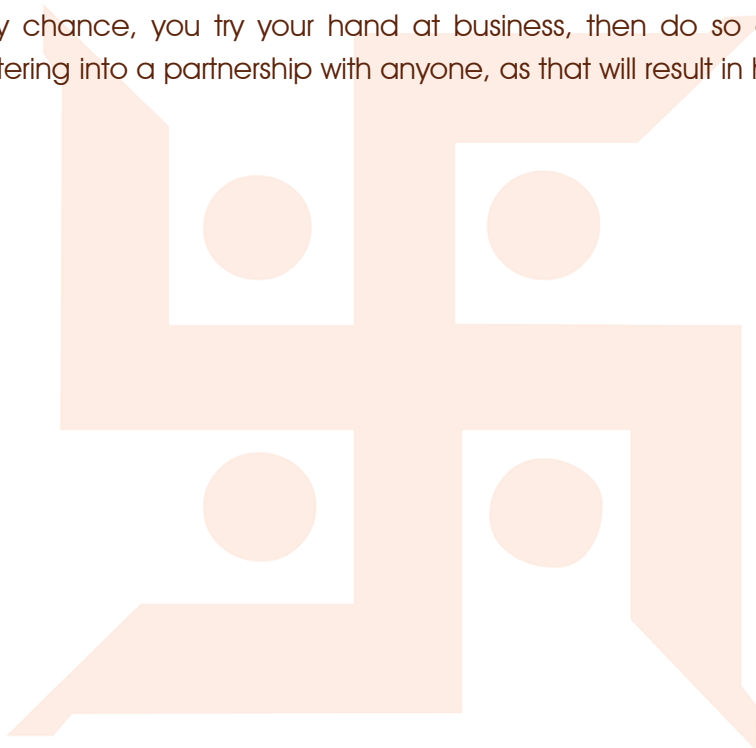 chance, you try your hand at business, then do so
into a partnership with anyone, as that will result in